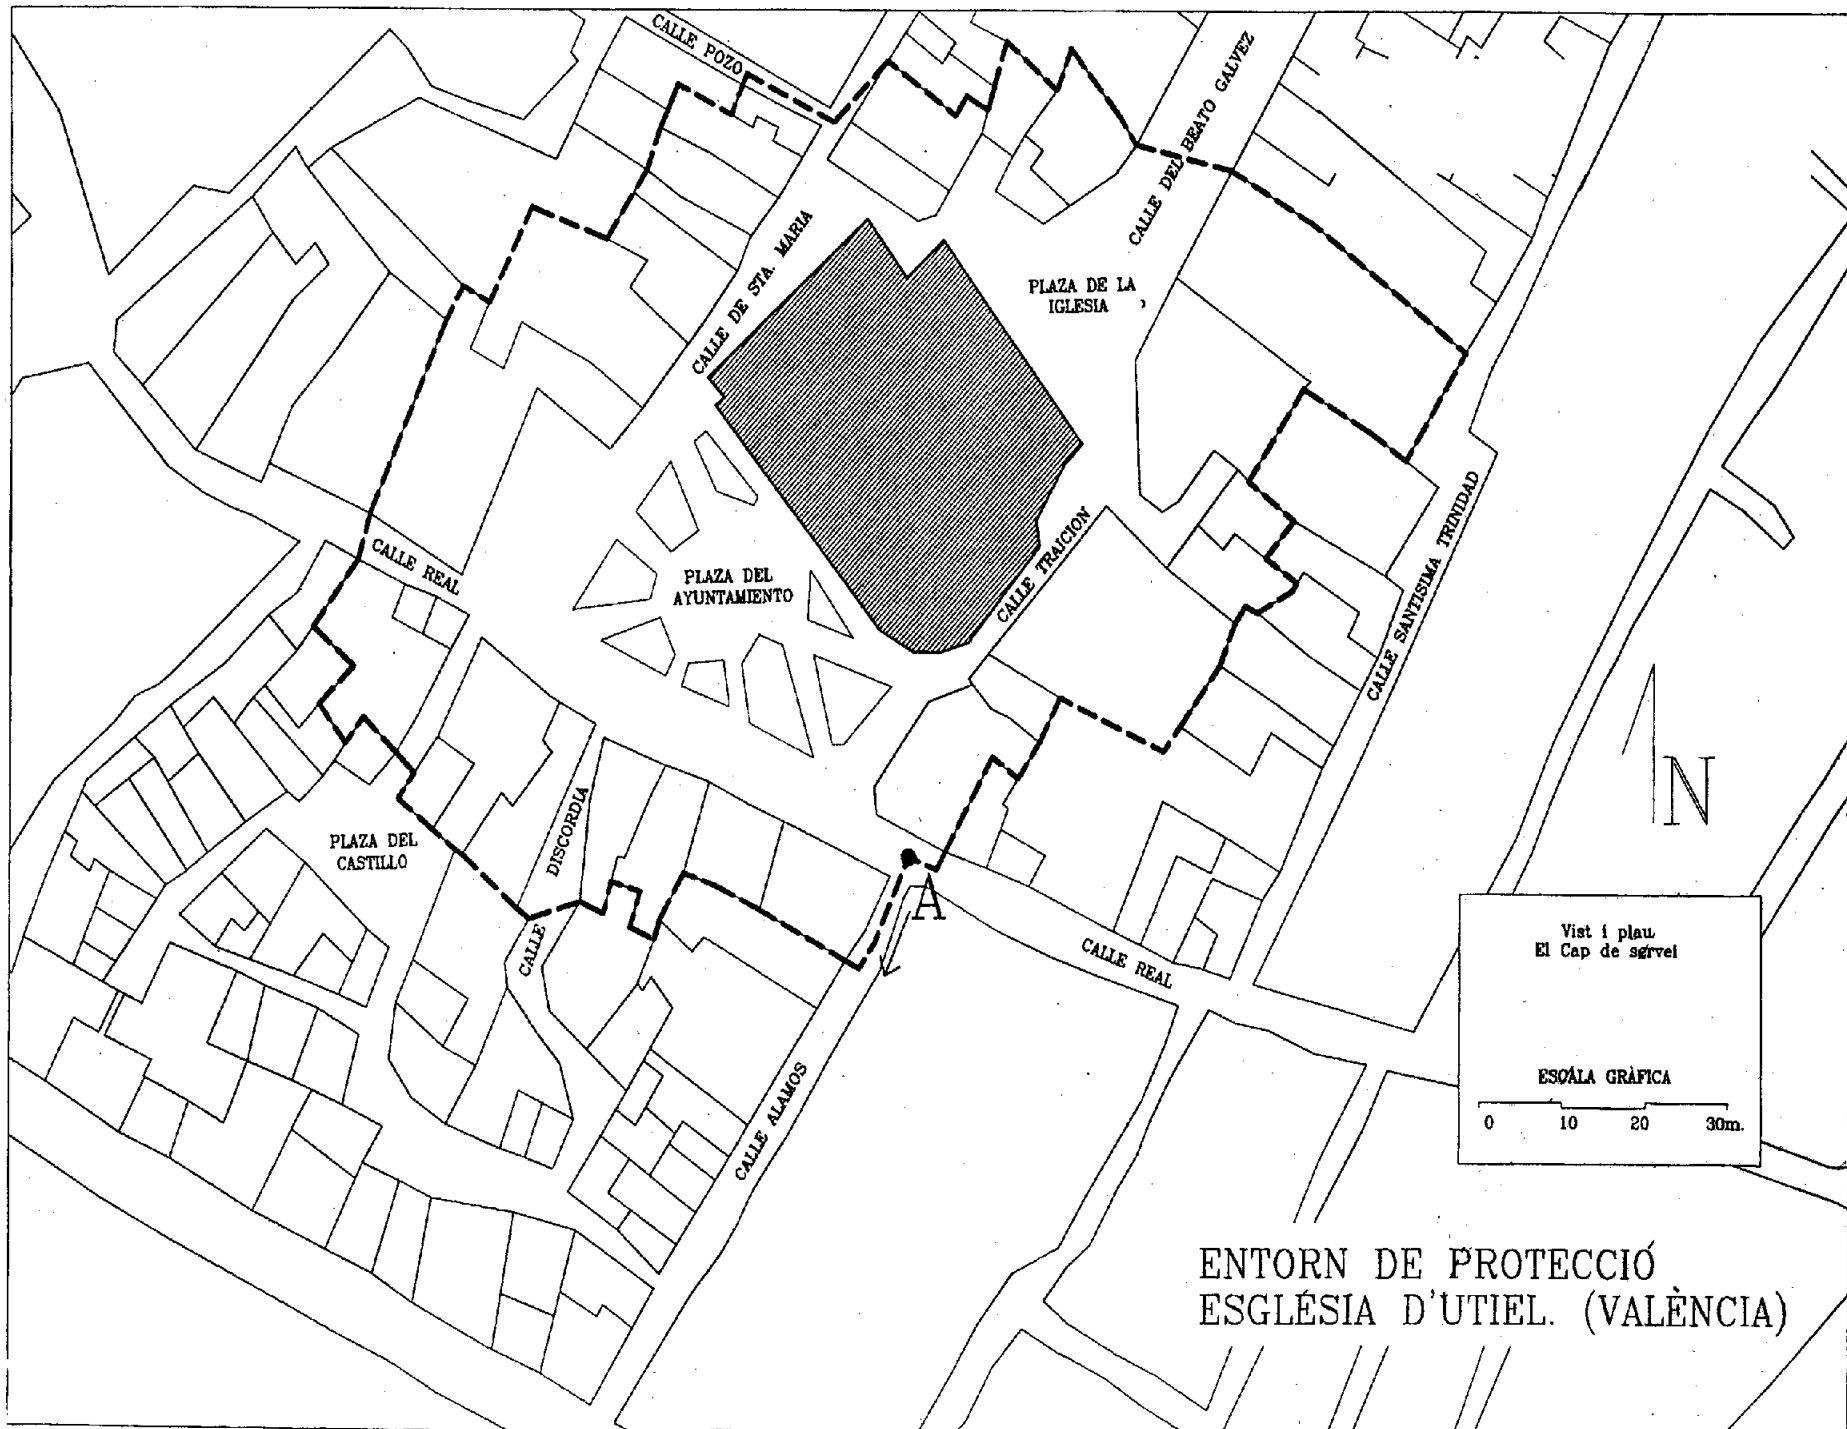 CALLE POZO
CALLE DEL BEATO GALVEZ
CALLE DE STA. MARIA
PLAZA DE LA
IGLESIA
CALLE REAL
PLAZA DEL
AYUNTAMIENTO
CALLE TRAICION
CALLE SANTISIMA TRINIDAD
PLAZA DEL
CASTILLO
CALLE DISCORDIA
A
CALLE REAL
CALLE ALAMOS
N
Vist i plau
El Cap de servei
ESCALA GRÀFICA
0 10 20 30m.
ENTORN DE PROTECCIÓ
ESGLÉSIA D'UTIEL. (VALÈNCIA)